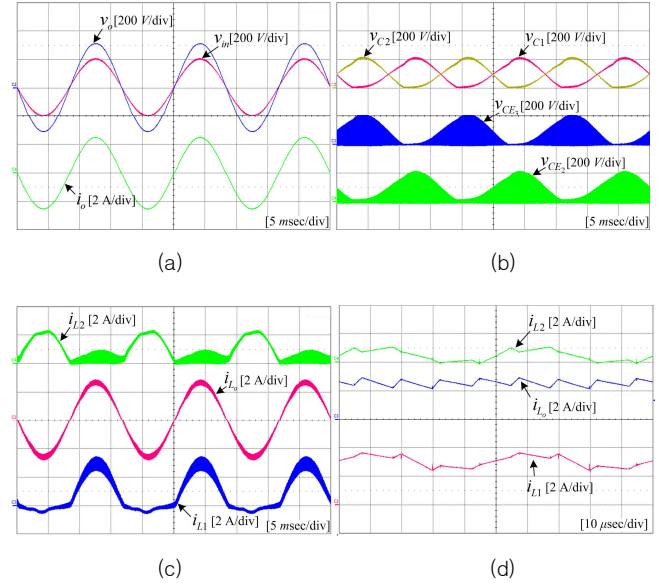 v_o [200 V/div]
v_in [200 V/div]
i_o [2 A/div]
[5 msec/div]
(a)
v_C2 [200 V/div]
v_C1 [200 V/div]
v_CE3 [200 V/div]
v_CE2 [200 V/div]
[5 msec/div]
(b)
i_L2 [2 A/div]
i_Lo [2 A/div]
i_L1 [2 A/div]
[5 msec/div]
(c)
i_L2 [2 A/div]
i_Lo [2 A/div]
i_L1 [2 A/div]
[10 μsec/div]
(d)